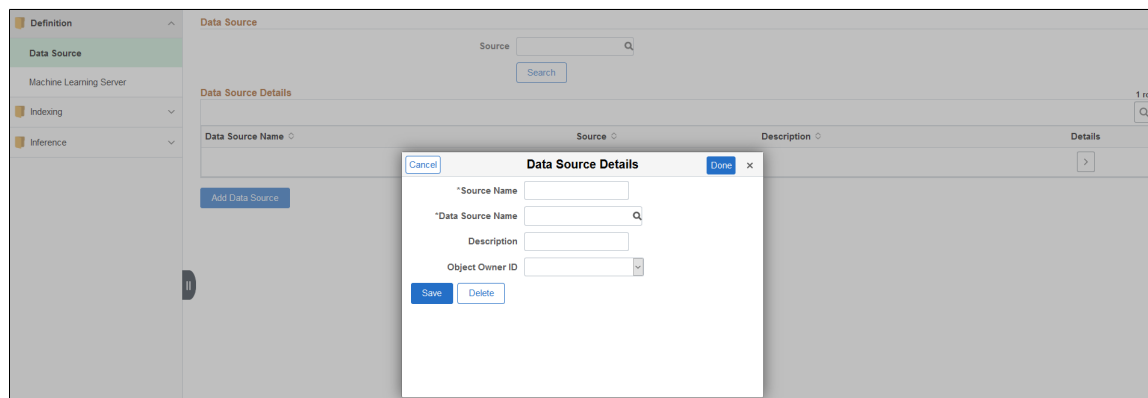 Definition
Data Source
Machine Learning Server
Indexing
Inference
Data Source
Source
Search
Data Source Details
1 ro
Data Source Name Source Description Details
Add Data Source
Cancel Data Source Details Done ×
*Source Name
*Data Source Name
Description
Object Owner ID
Save Delete